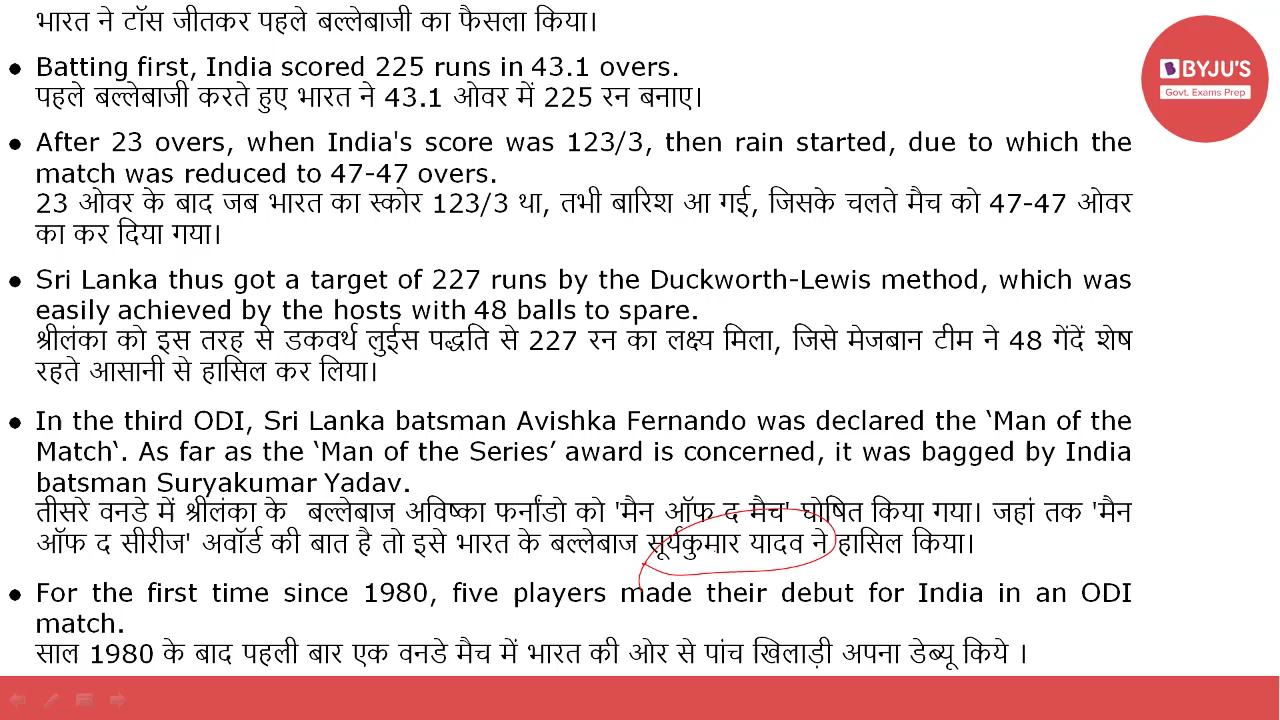 भारत ने टॉस जीतकर पहले बल्लेबाजी का फैसला किया।
BYJU'S
Govt. Exams Prep
● Batting first, India scored 225 runs in 43.1 overs.
पहले बल्लेबाजी करते हुए भारत ने 43.1 ओवर में 225 रन बनाए।
● After 23 overs, when India's score was 123/3, then rain started, due to which the
match was reduced to 47-47 overs.
23 ओवर के बाद जब भारत का स्कोर 123/3 था, तभी बारिश आ गई, जिसके चलते मैच को 47-47 ओवर
का कर दिया गया।
● Sri Lanka thus got a target of 227 runs by the Duckworth-Lewis method, which was
easily achieved by the hosts with 48 balls to spare.
श्रीलंका को इस तरह से डकवर्थ लुईस पद्धति से 227 रन का लक्ष्य मिला, जिसे मेजबान टीम ने 48 गेंदें शेष
रहते आसानी से हासिल कर लिया।
● In the third ODI, Sri Lanka batsman Avishka Fernando was declared the ‘Man of the
Match‘. As far as the ‘Man of the Series’ award is concerned, it was bagged by India
batsman Suryakumar Yadav.
तीसरे वनडे में श्रीलंका के बल्लेबाज अविष्का फर्नांडो को 'मैन ऑफ द मैच' घोषित किया गया। जहां तक 'मैन
ऑफ द सीरीज' अवॉर्ड की बात है तो इसे भारत के बल्लेबाज सूर्यकुमार यादव ने हासिल किया।
● For the first time since 1980, five players made their debut for India in an ODI
match.
साल 1980 के बाद पहली बार एक वनडे मैच में भारत की ओर से पांच खिलाड़ी अपना डेब्यू किये ।